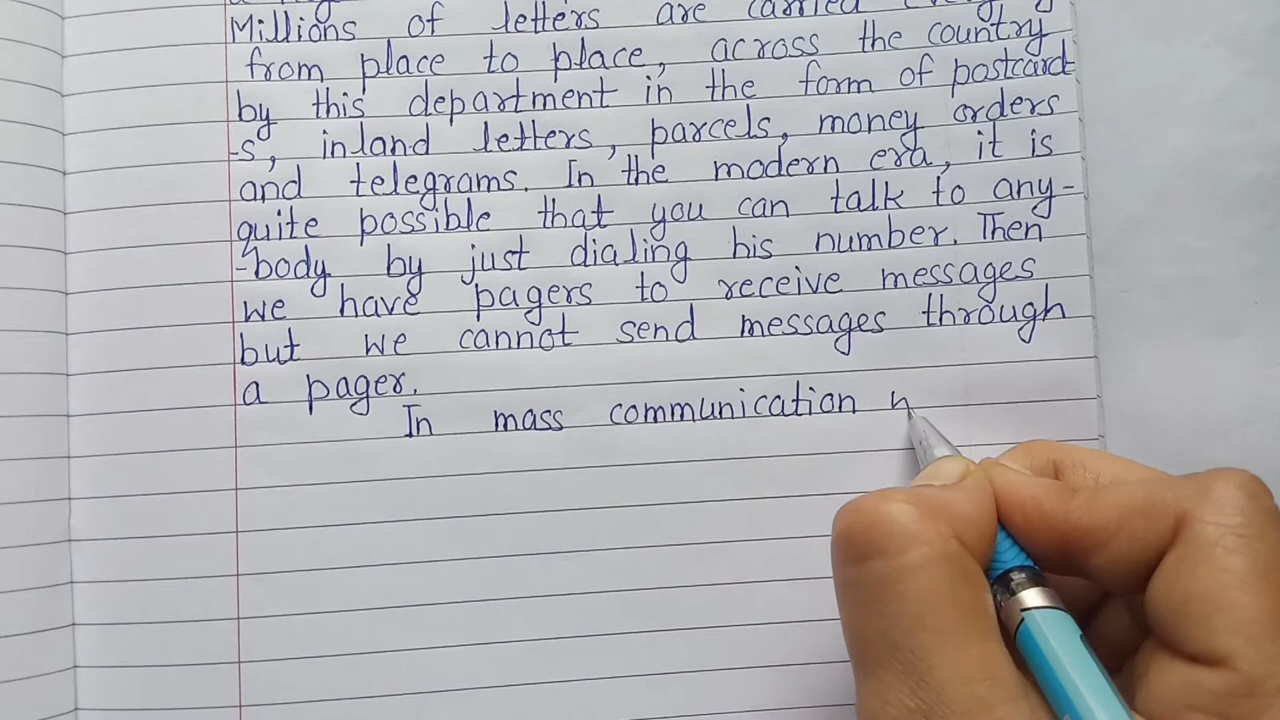 Millions of letters are carried
from place to place, across the country
by this department in the form of postcard
-s, inland letters, parcels, money orders
and telegrams. In the modern era, it is
quite possible that you can talk to any-
-body by just dialing his number. Then
we have pagers to receive messages
but we cannot send messages through
a pager.
In mass communication